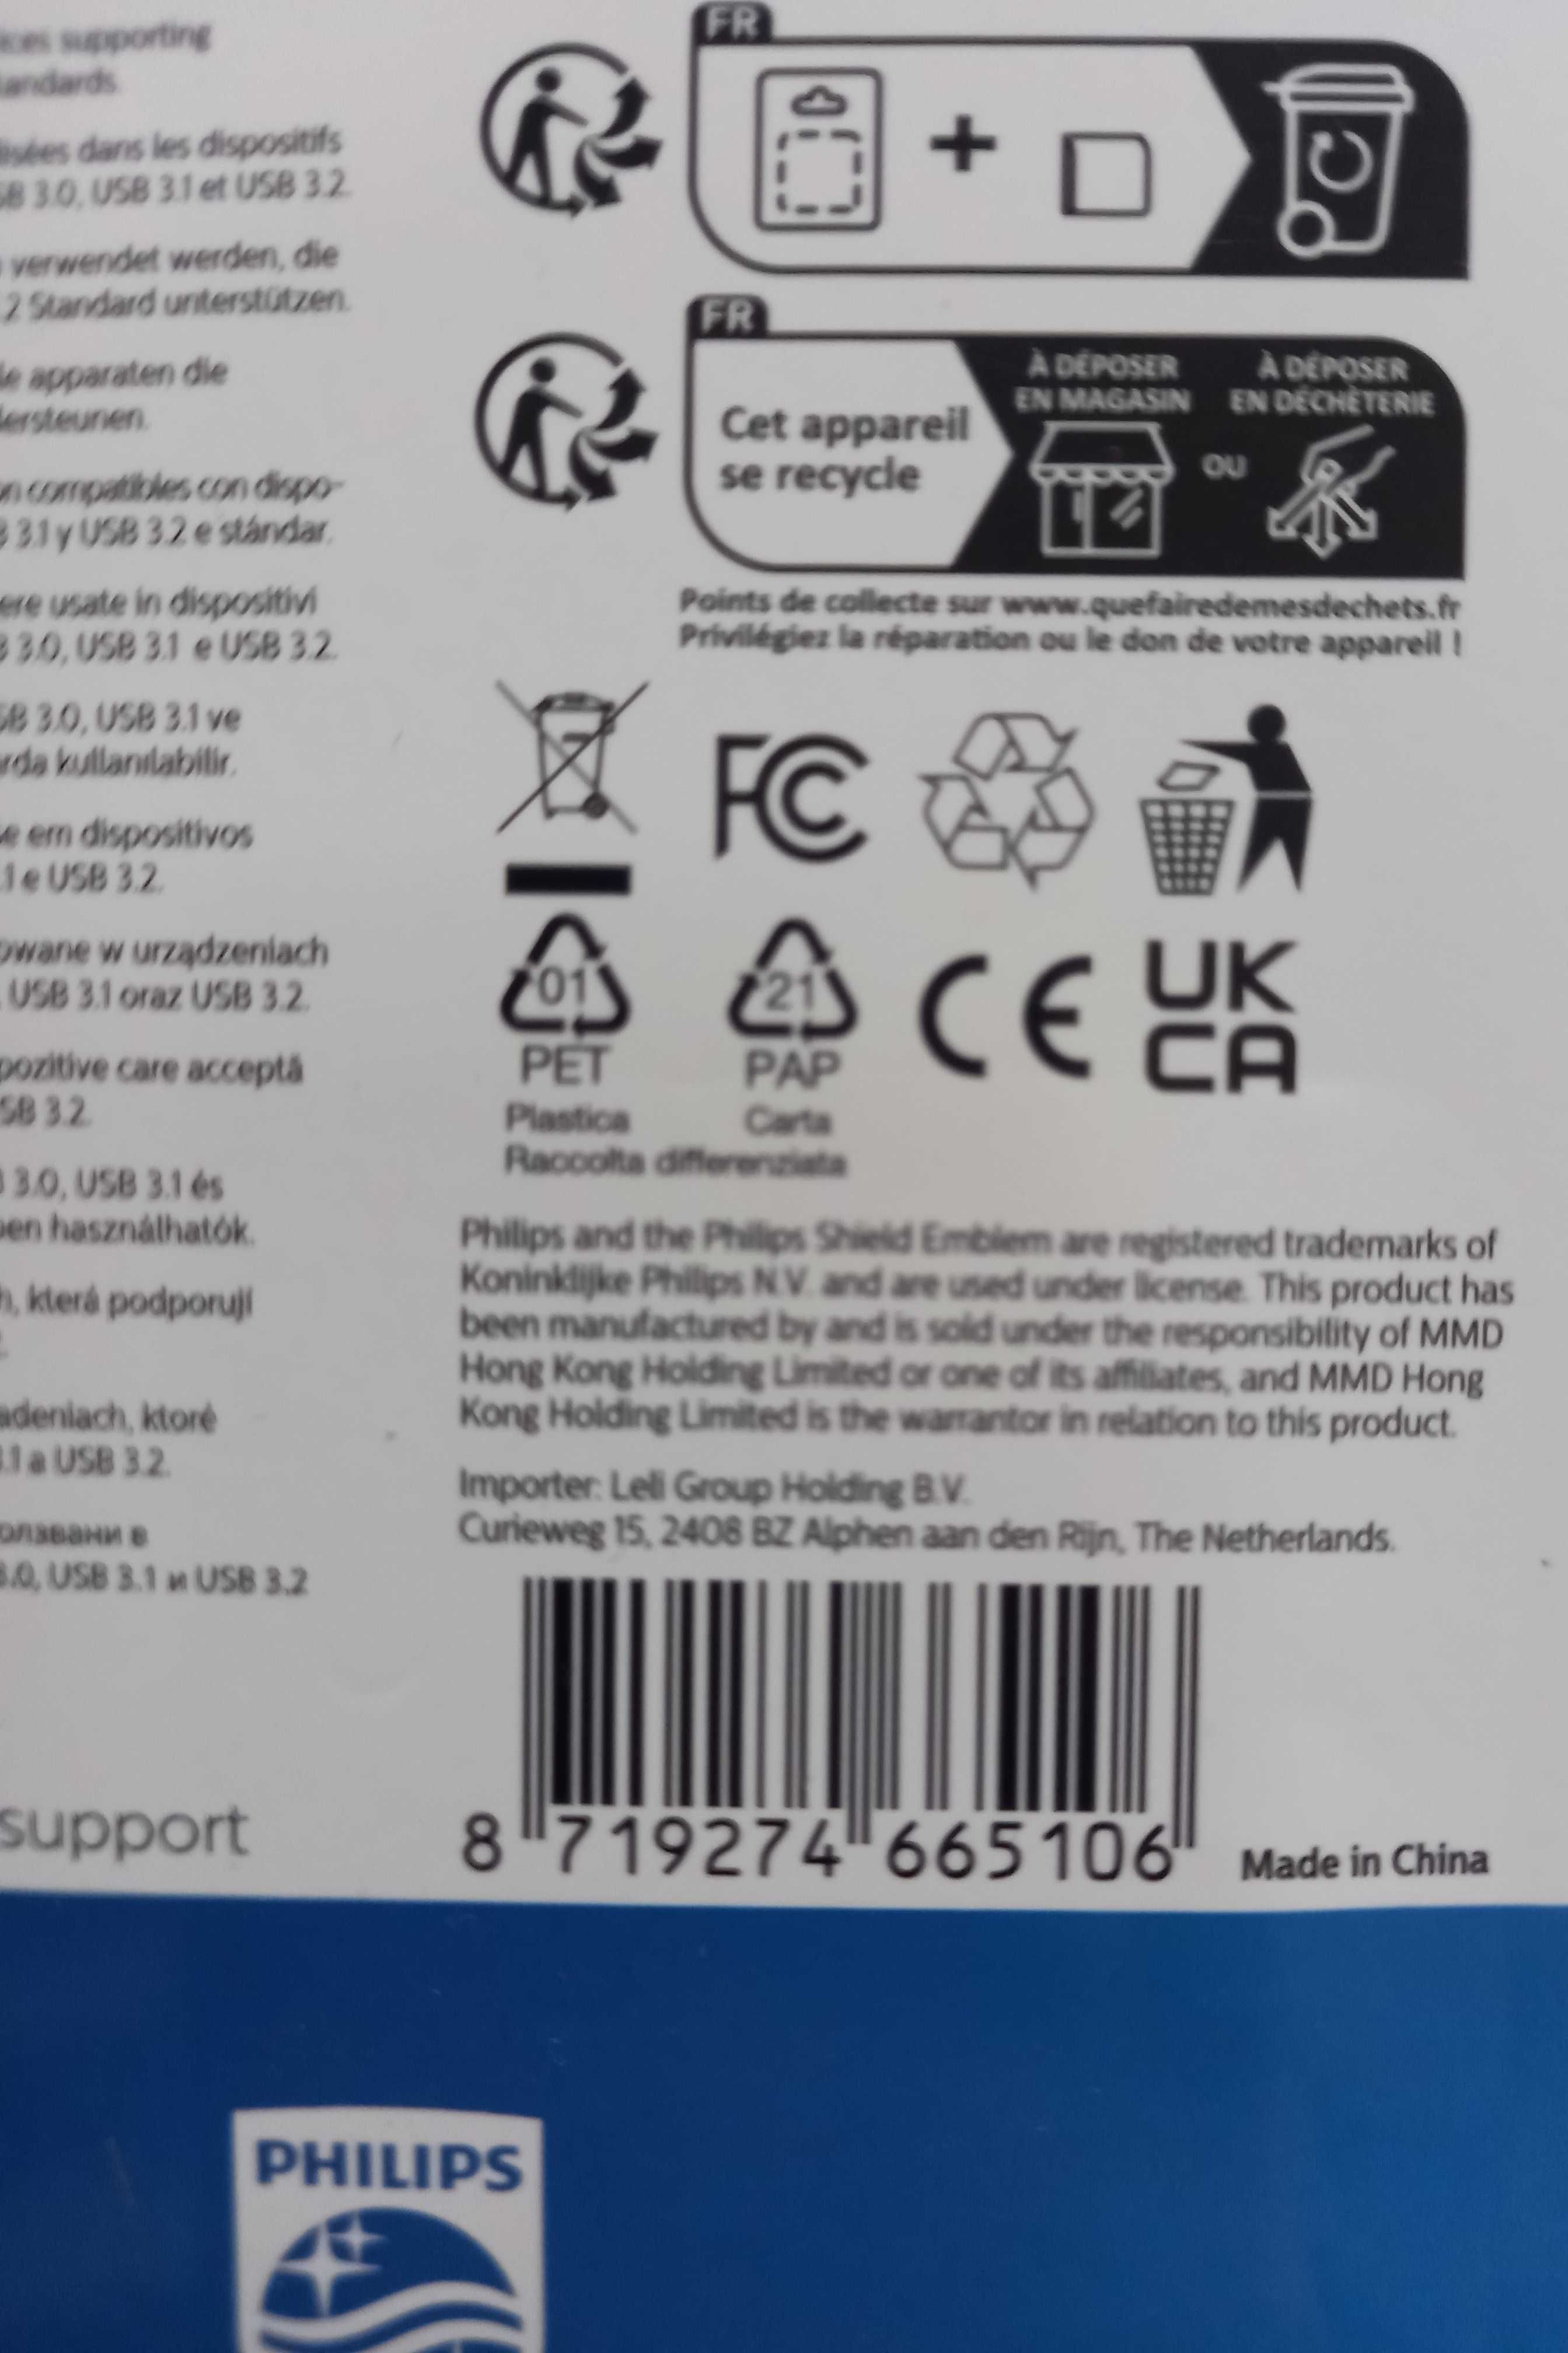 ices supporting
tandards.
lisées dans les dispositifs
SB 3.0, USB 3.1 et USB 3.2.
verwendet werden, die
.2 Standard unterstützen.
le apparaten die
dersteunen.
on compatibles con dispo-
B 3.1 y USB 3.2 e stándar.
ere usate in dispositivi
B 3.0, USB 3.1 e USB 3.2.
SB 3.0, USB 3.1 ve
arda kullanılabilir.
se em dispositivos
.1 e USB 3.2.
owane w urządzeniach
, USB 3.1 oraz USB 3.2.
pozitive care acceptă
SB 3.2.
3.0, USB 3.1 és
ben használhatók.
h, která podporují
adeniach, ktoré
3.1 a USB 3.2.
олзвани в
3.0, USB 3.1 и USB 3.2
support
FR
FR
Cet appareil
se recycle
À DÉPOSER
EN MAGASIN
OU
À DÉPOSER
EN DÉCHÈTERIE
Points de collecte sur www.quefairedemesdechets.fr
Privilégiez la réparation ou le don de votre appareil !
FC
01
PET
Plastica
21
PAP
Carta
Raccolta differenziata
CE
UK
CA
Philips and the Philips Shield Emblem are registered trademarks of
Koninklijke Philips N.V. and are used under license. This product has
been manufactured by and is sold under the responsibility of MMD
Hong Kong Holding Limited or one of its affiliates, and MMD Hong
Kong Holding Limited is the warrantor in relation to this product.
Importer: Leli Group Holding B.V.
Curieweg 15, 2408 BZ Alphen aan den Rijn, The Netherlands.
8 719274 665106
Made in China
PHILIPS